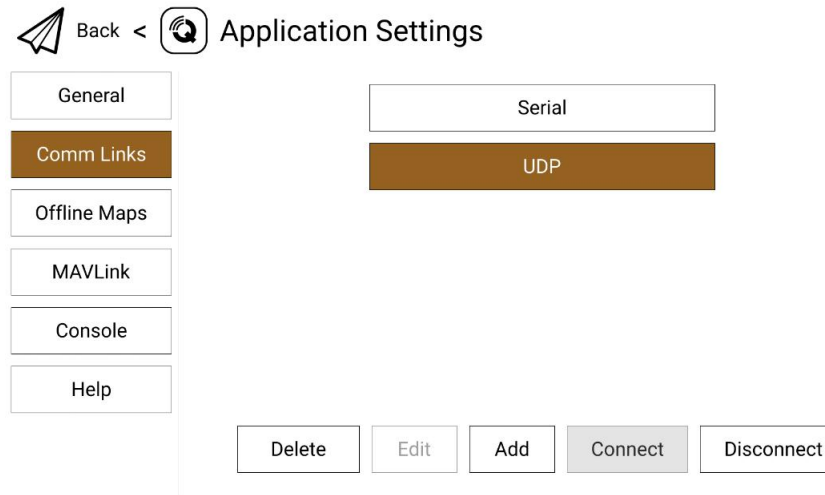 Back < Application Settings
General
Comm Links
Offline Maps
MAVLink
Console
Help
Serial
UDP
Delete Edit Add Connect Disconnect